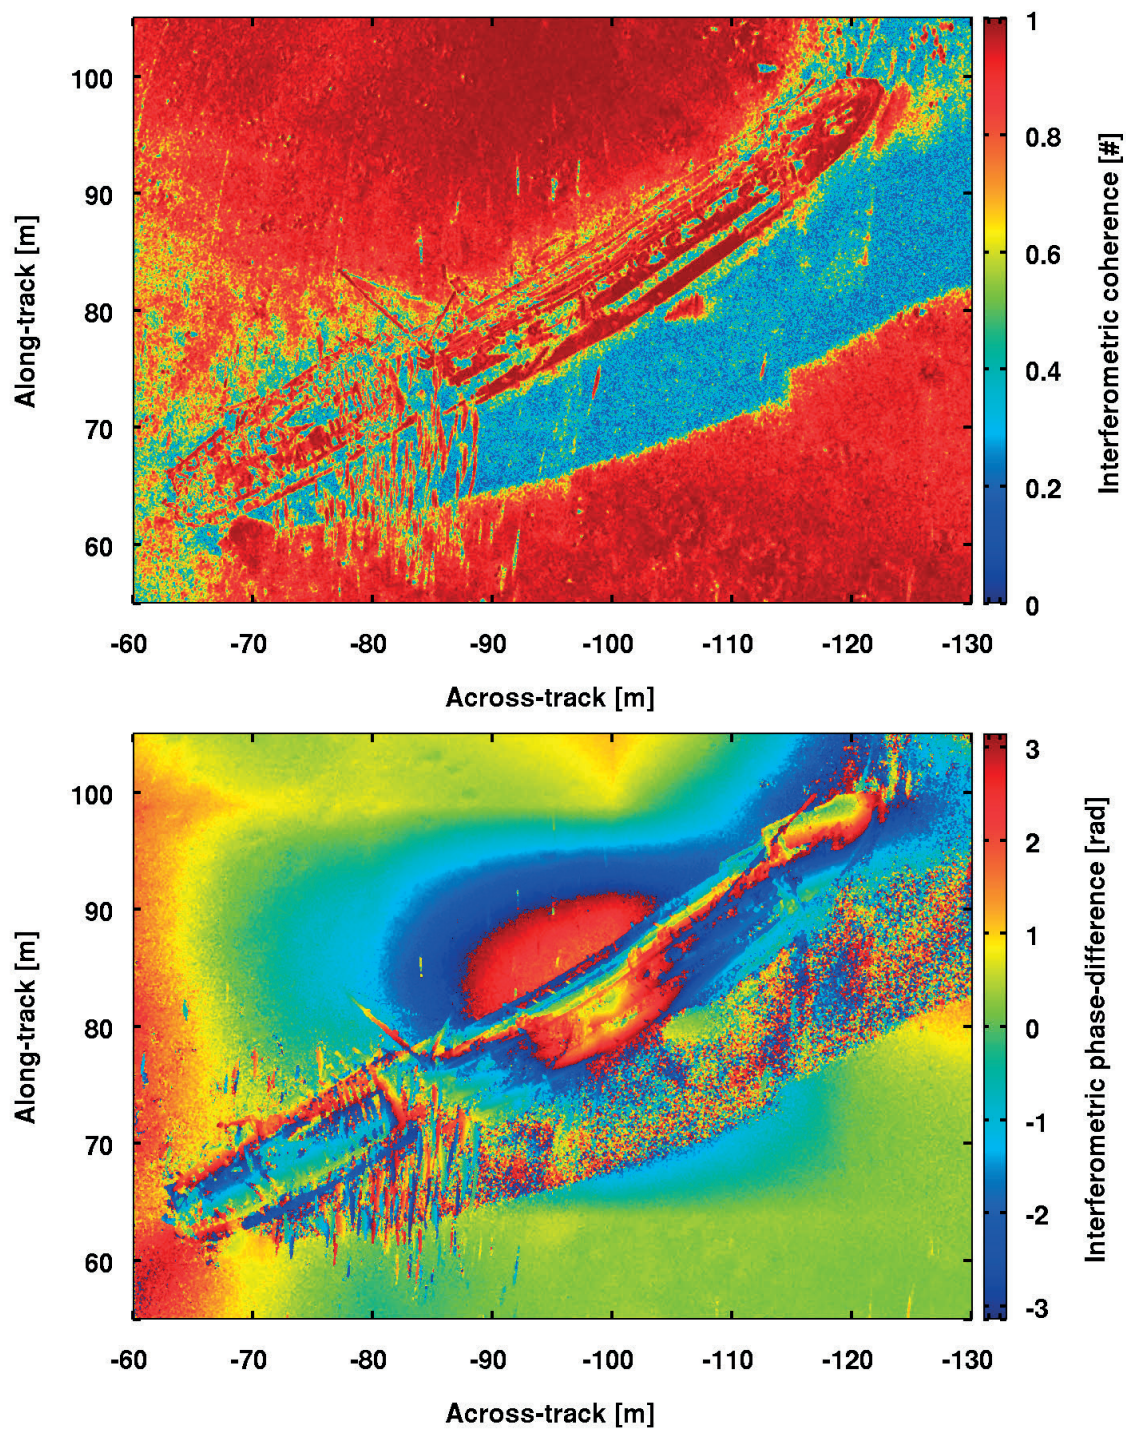 100
90
80
70
60
-60 -70 -80 -90 -100 -110 -120 -130
Across-track [m]
Along-track [m]
1
0.8
0.6
0.4
0.2
0
Interferometric coherence [#]
100
90
80
70
60
-60 -70 -80 -90 -100 -110 -120 -130
Across-track [m]
Along-track [m]
3
2
1
0
-1
-2
-3
Interferometric phase-difference [rad]